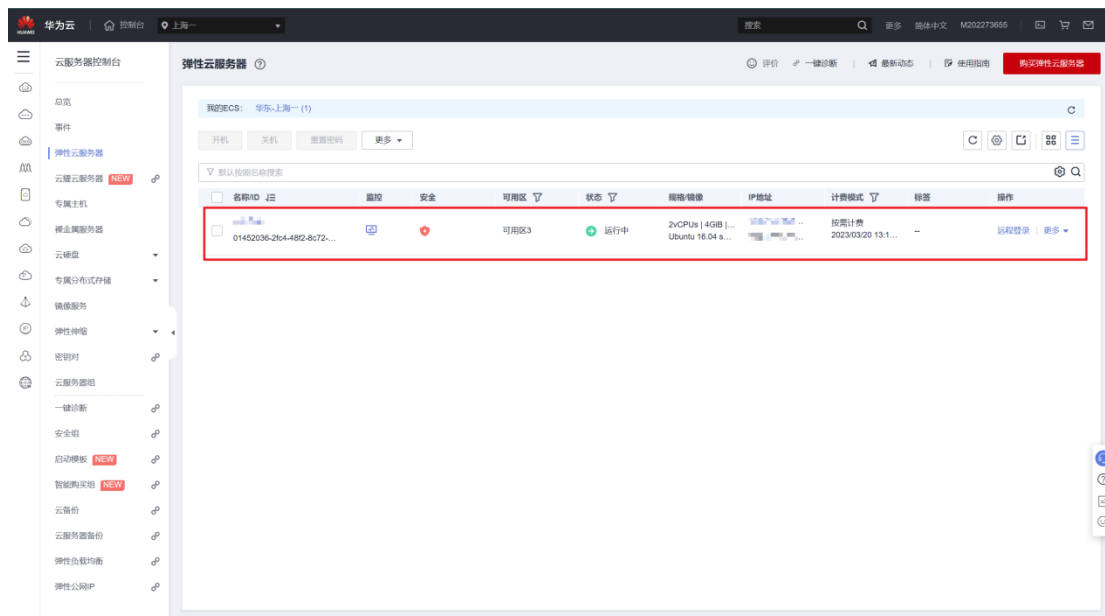 HUAWEI
华为云 控制台 上海一 搜索 更多 简体中文 M202273655
云服务器控制台
总览
事件
弹性云服务器
云耀云服务器 NEW
专属主机
裸金属服务器
云硬盘
专属分布式存储
镜像服务
弹性伸缩
密钥对
云服务器组
一键诊断
安全组
启动模板 NEW
智能购买组 NEW
云备份
云服务器备份
弹性负载均衡
弹性公网IP
弹性云服务器 评价 一键诊断 最新动态 使用指南 购买弹性云服务器
我的ECS: 华东-上海一 (1)
开机 关机 重置密码 更多
默认按照名称搜索
名称/ID 监控 安全 可用区 状态 规格/镜像 IP地址 计费模式 标签 操作
01452036-2fc4-48f2-8c72-... 可用区3 运行中 2vCPUs | 4GiB |... 按需计费 -- 远程登录 更多
Ubuntu 16.04 s... 2023/03/20 13:1...